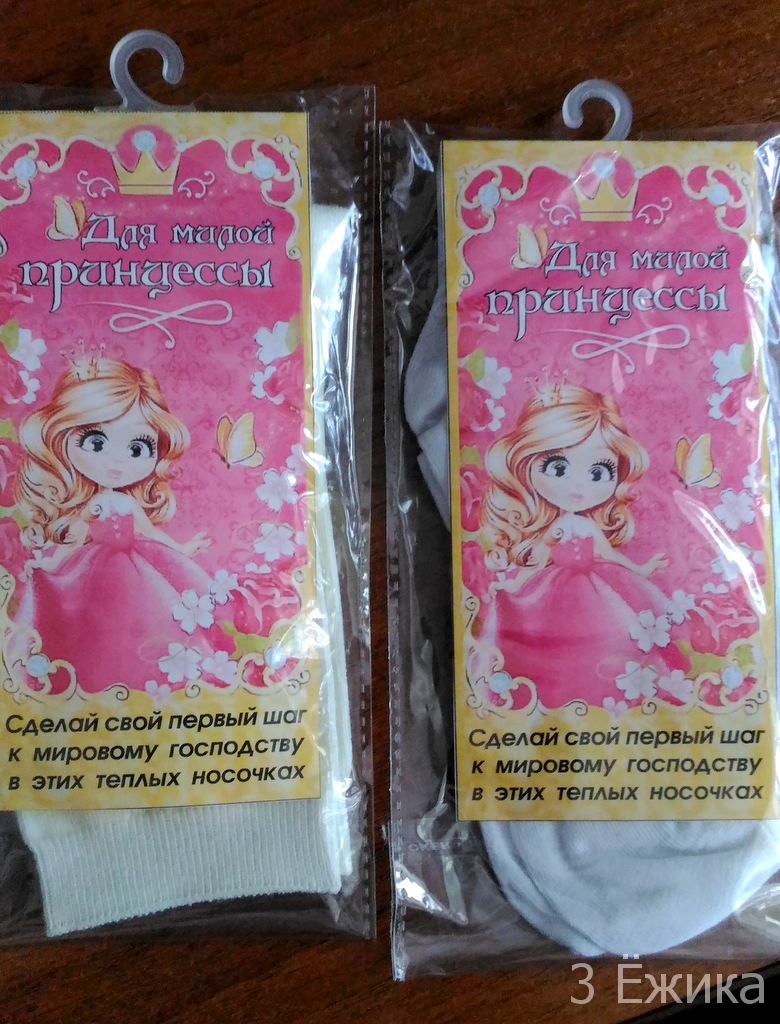 Для милой
принцессы
Сделай свой первый шаг
к мировому господству
в этих теплых носочках
Для милой
принцессы
Сделай свой первый шаг
к мировому господству
в этих теплых носочках
3 Ёжика